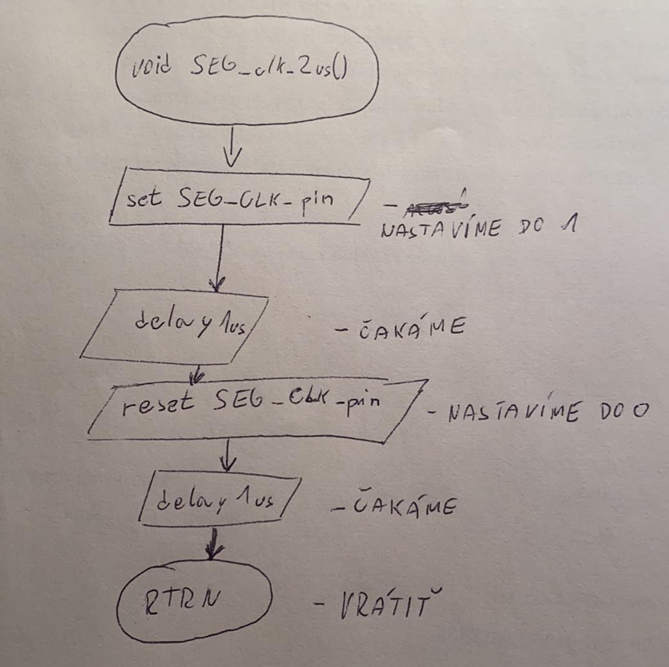 void SEG_clk_2us()
set SEG_CLK_pin
-
NASTAVÍME DO 1
delay 1us
- ČAKÁME
reset SEG_CLK_pin
- NASTAVÍME DO 0
delay 1us
- ČAKÁME
RTRN
- VRÁTIŤ